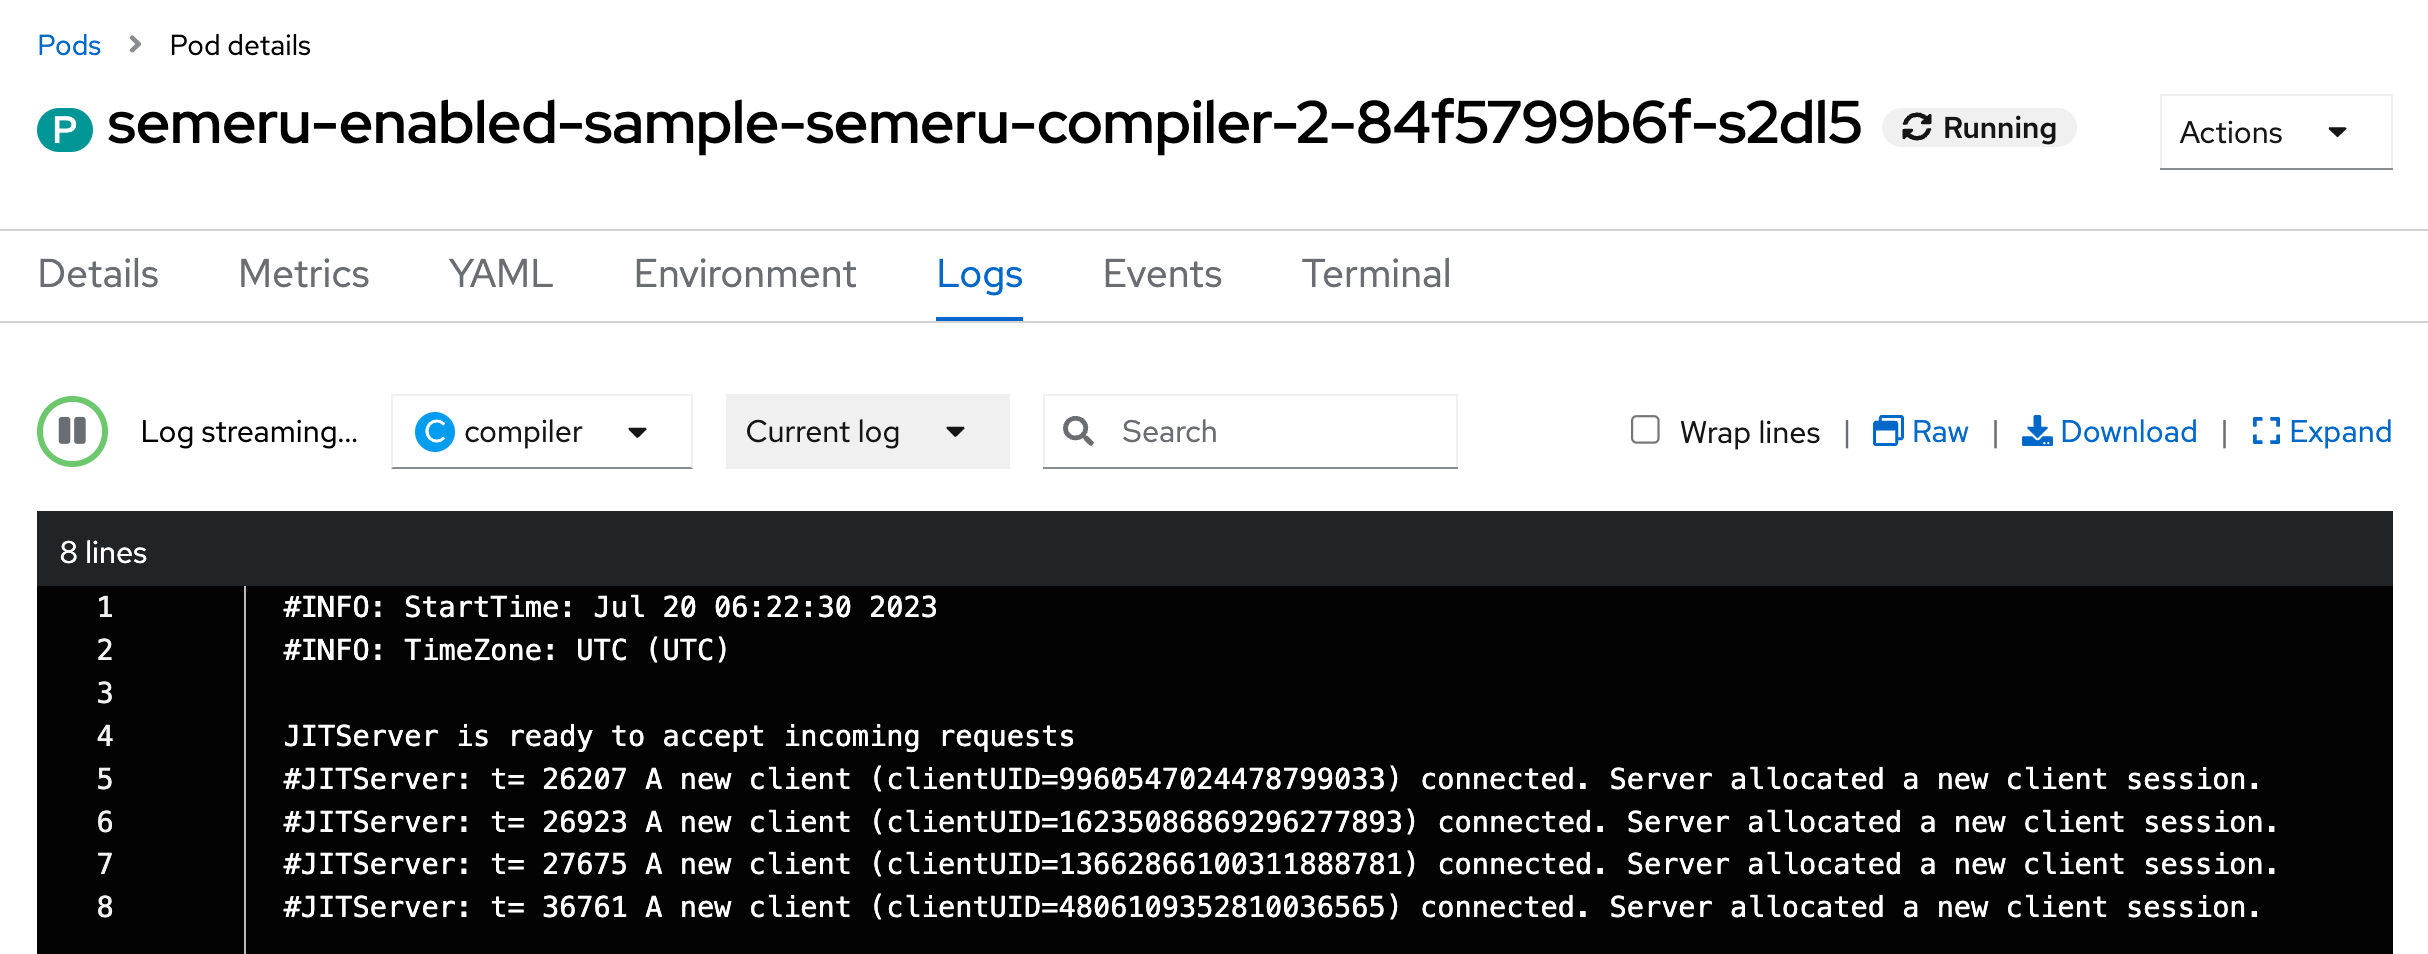 Pods > Pod details
P semeru-enabled-sample-semeru-compiler-2-84f5799b6f-s2dl5 Running Actions
Details Metrics YAML Environment Logs Events Terminal
Log streaming... C compiler Current log Search Wrap lines | Raw | Download | Expand
8 lines
1 #INFO: StartTime: Jul 20 06:22:30 2023
2 #INFO: TimeZone: UTC (UTC)
3
4 JITServer is ready to accept incoming requests
5 #JITServer: t= 26207 A new client (clientUID=9960547024478799033) connected. Server allocated a new client session.
6 #JITServer: t= 26923 A new client (clientUID=16235086869296277893) connected. Server allocated a new client session.
7 #JITServer: t= 27675 A new client (clientUID=13662866100311888781) connected. Server allocated a new client session.
8 #JITServer: t= 36761 A new client (clientUID=4806109352810036565) connected. Server allocated a new client session.